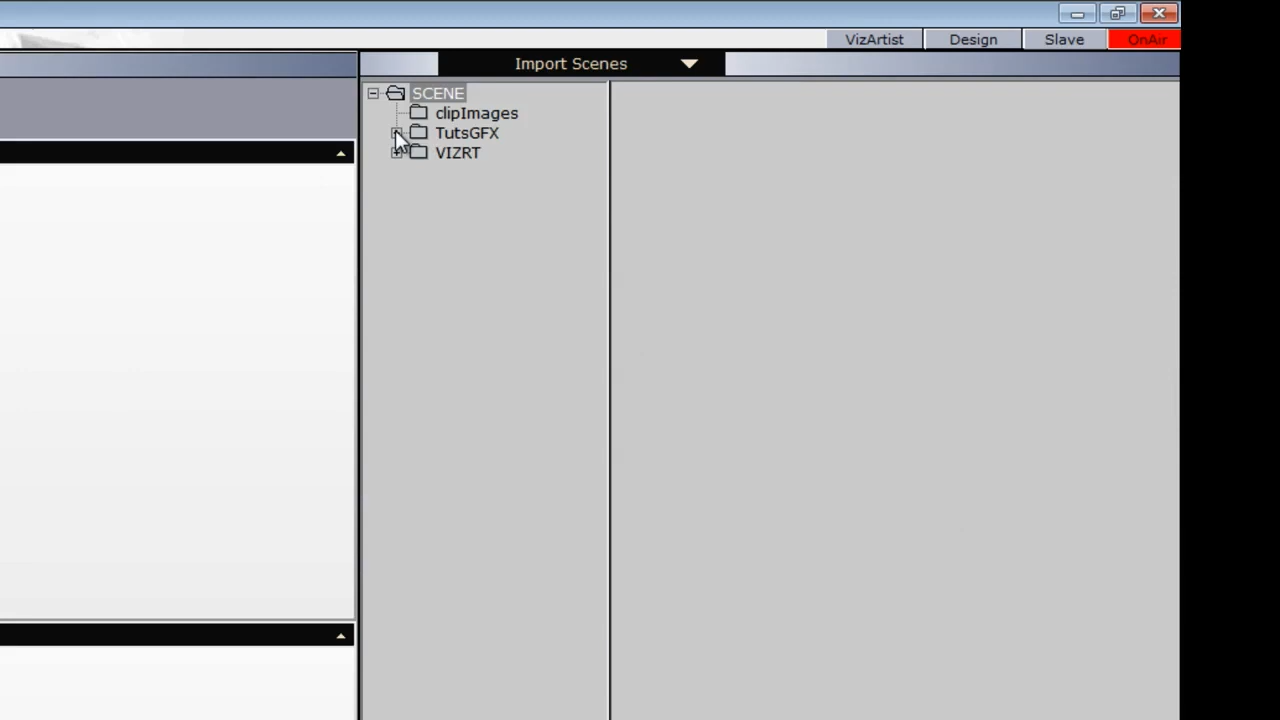 VizArtist Design Slave OnAir
Import Scenes
SCENE
clipImages
TutsGFX
VIZRT